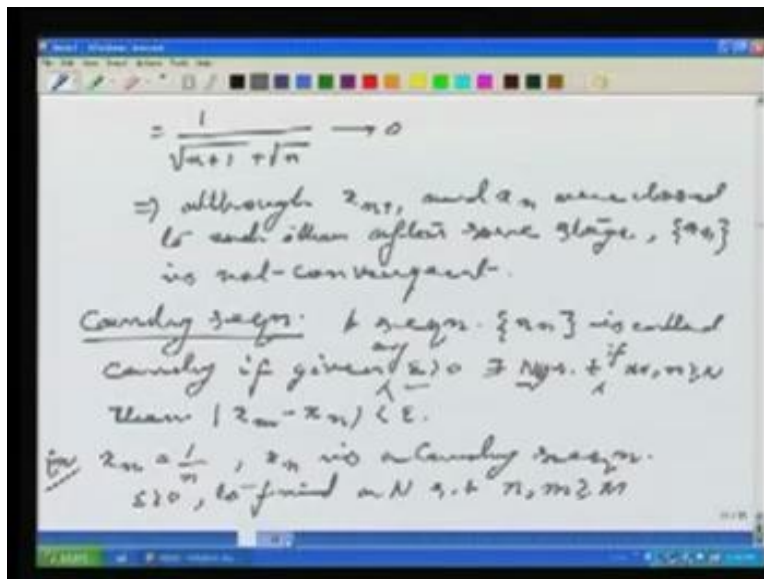 = 1/(√n+1 + √n) → 0
⇒ although x_n+1 and x_n are closed
to each other after some stage, {x_n}
is not convergent.
Cauchy seqn. A seqn. {x_n} is called
Cauchy if given any ε>0 ∃ N s.t. if m,n≥N
then |x_m - x_n| < ε.
Ex x_n = 1/n, x_n is a Cauchy seqn.
ε>0, to find an N s.t n,m≥N